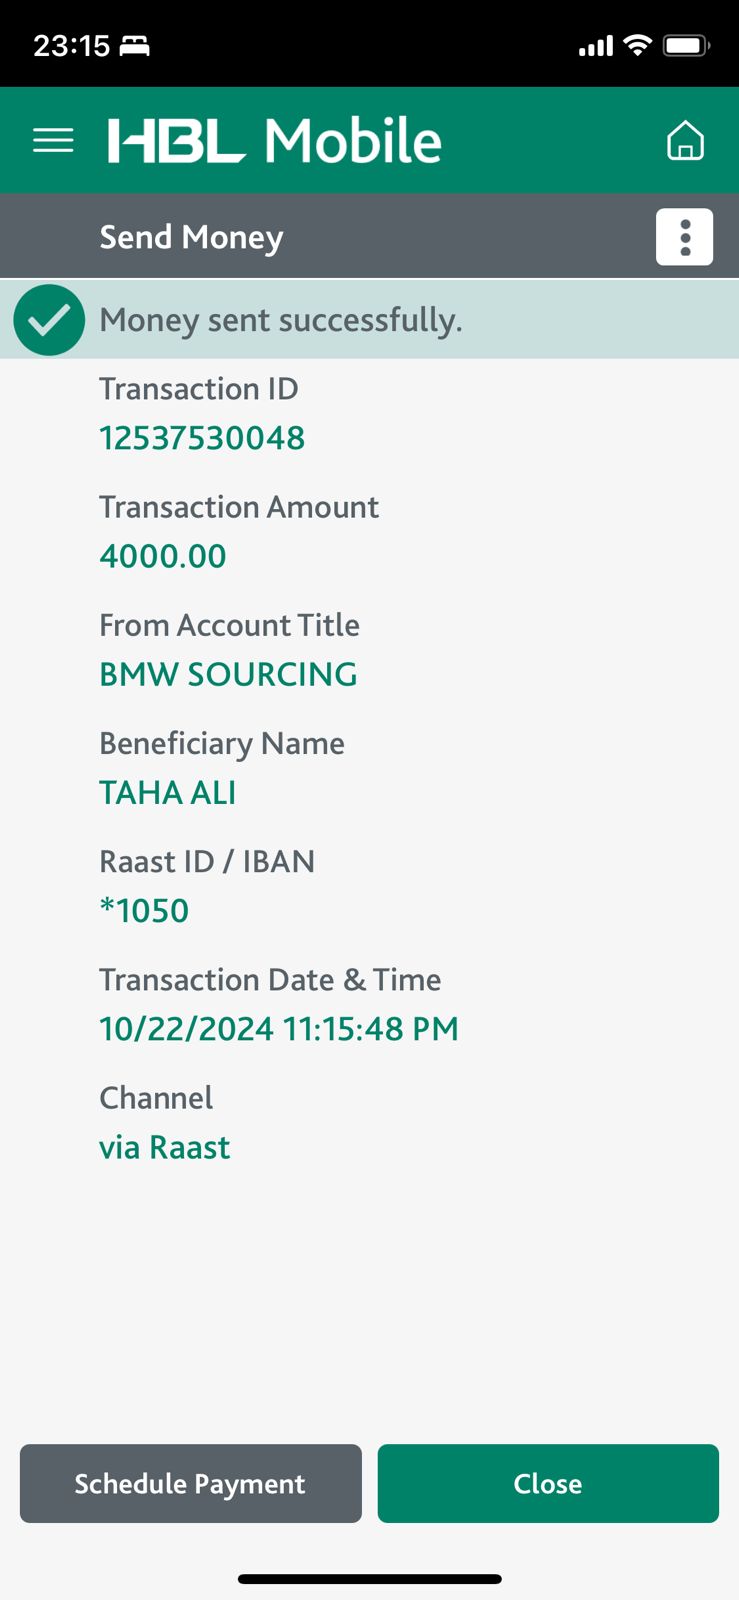 23:15
HBL Mobile
Send Money
Money sent successfully.
Transaction ID
12537530048
Transaction Amount
4000.00
From Account Title
BMW SOURCING
Beneficiary Name
TAHA ALI
Raast ID / IBAN
*1050
Transaction Date & Time
10/22/2024 11:15:48 PM
Channel
via Raast
Schedule Payment
Close